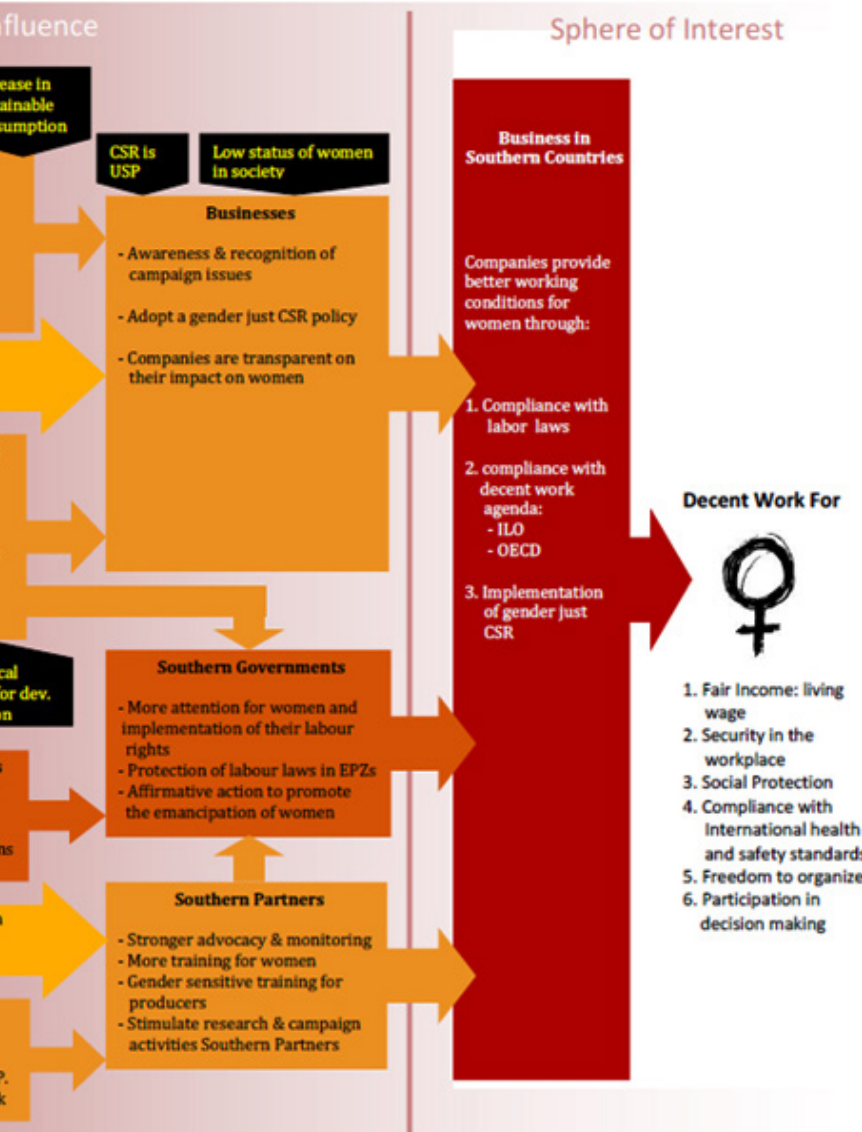 Sphere of Interest
CSR is
USP
Low status of women
in society
Businesses
- Awareness & recognition of
campaign issues
- Adopt a gender just CSR policy
- Companies are transparent on
their impact on women
Southern Governments
- More attention for women and
implementation of their labour
rights
- Protection of labour laws in EPZs
- Affirmative action to promote
the emancipation of women
Southern Partners
- Stronger advocacy & monitoring
- More training for women
- Gender sensitive training for
producers
- Stimulate research & campaign
activities Southern Partners
Business in
Southern Countries
Companies provide
better working
conditions for
women through:
1. Compliance with
labor laws
2. compliance with
decent work
agenda:
- ILO
- OECD
3. Implementation
of gender just
CSR
Decent Work For
1. Fair Income: living
wage
2. Security in the
workplace
3. Social Protection
4. Compliance with
International health
and safety standards
5. Freedom to organize
6. Participation in
decision making